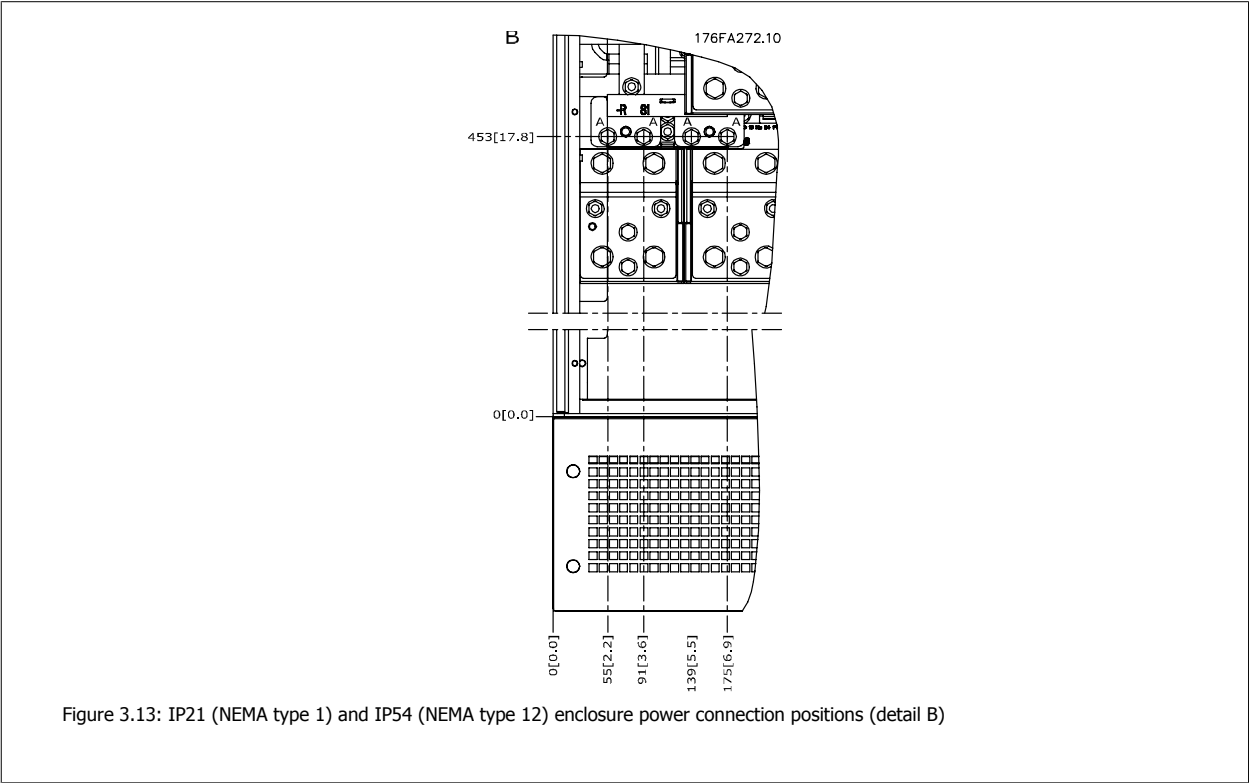 B
176FA272.10
-R 81
A A A A
453[17.8]
0[0.0]
0[0.0]
55[2.2]
91[3.6]
139[5.5]
175[6.9]
Figure 3.13: IP21 (NEMA type 1) and IP54 (NEMA type 12) enclosure power connection positions (detail B)